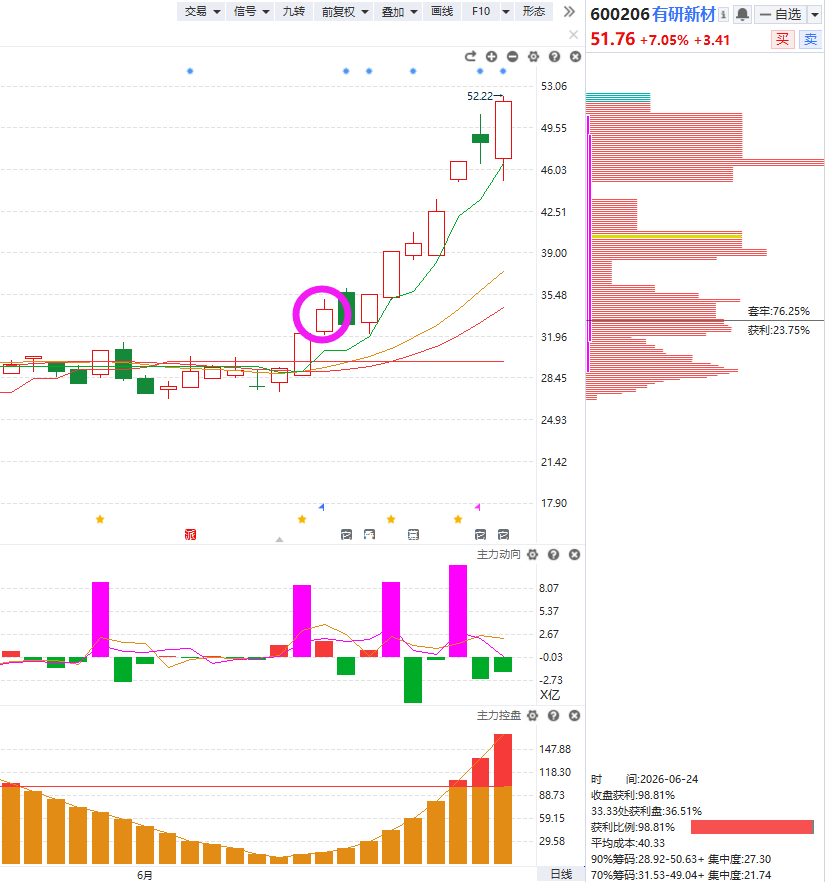 交易 信号 九转 前复权 叠加 画线 F10 形态
600206 有研新材 自选
51.76 +7.05% +3.41 买 卖
52.22
53.06
49.55
46.03
42.51
39.00
35.48
31.96
28.45
24.93
21.42
17.90
套牢:76.25%
获利:23.75%
派
主力动向
8.07
5.37
2.67
-0.03
-2.73
X亿
主力控盘
147.88
118.30
88.73
59.15
29.58
6月
日线
时 间:2026-06-24
收盘获利:98.81%
33.33处获利盘:36.51%
获利比例:98.81%
平均成本:40.33
90%筹码:28.92-50.63+ 集中度:27.30
70%筹码:31.53-49.04+ 集中度:21.74